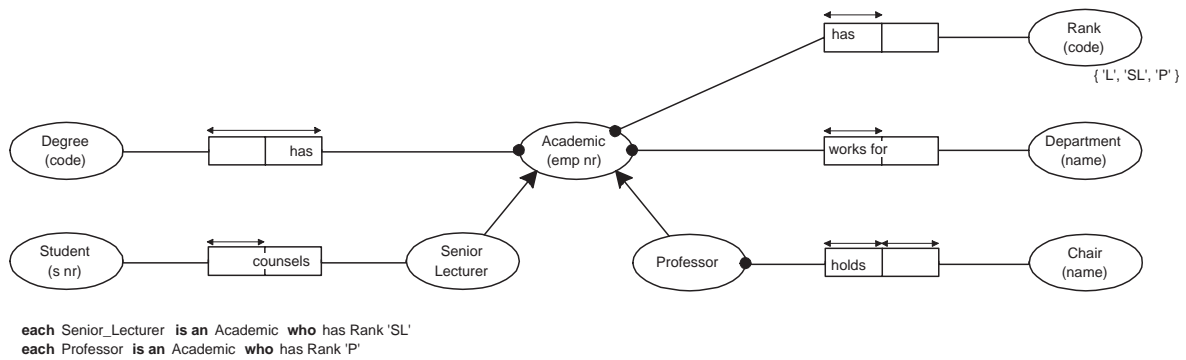 has
Rank
(code)
{ 'L', 'SL', 'P' }
Degree
(code)
has
Academic
(emp nr)
works for
Department
(name)
Student
(s nr)
counsels
Senior
Lecturer
Professor
holds
Chair
(name)
each Senior_Lecturer is an Academic who has Rank 'SL'
each Professor is an Academic who has Rank 'P'